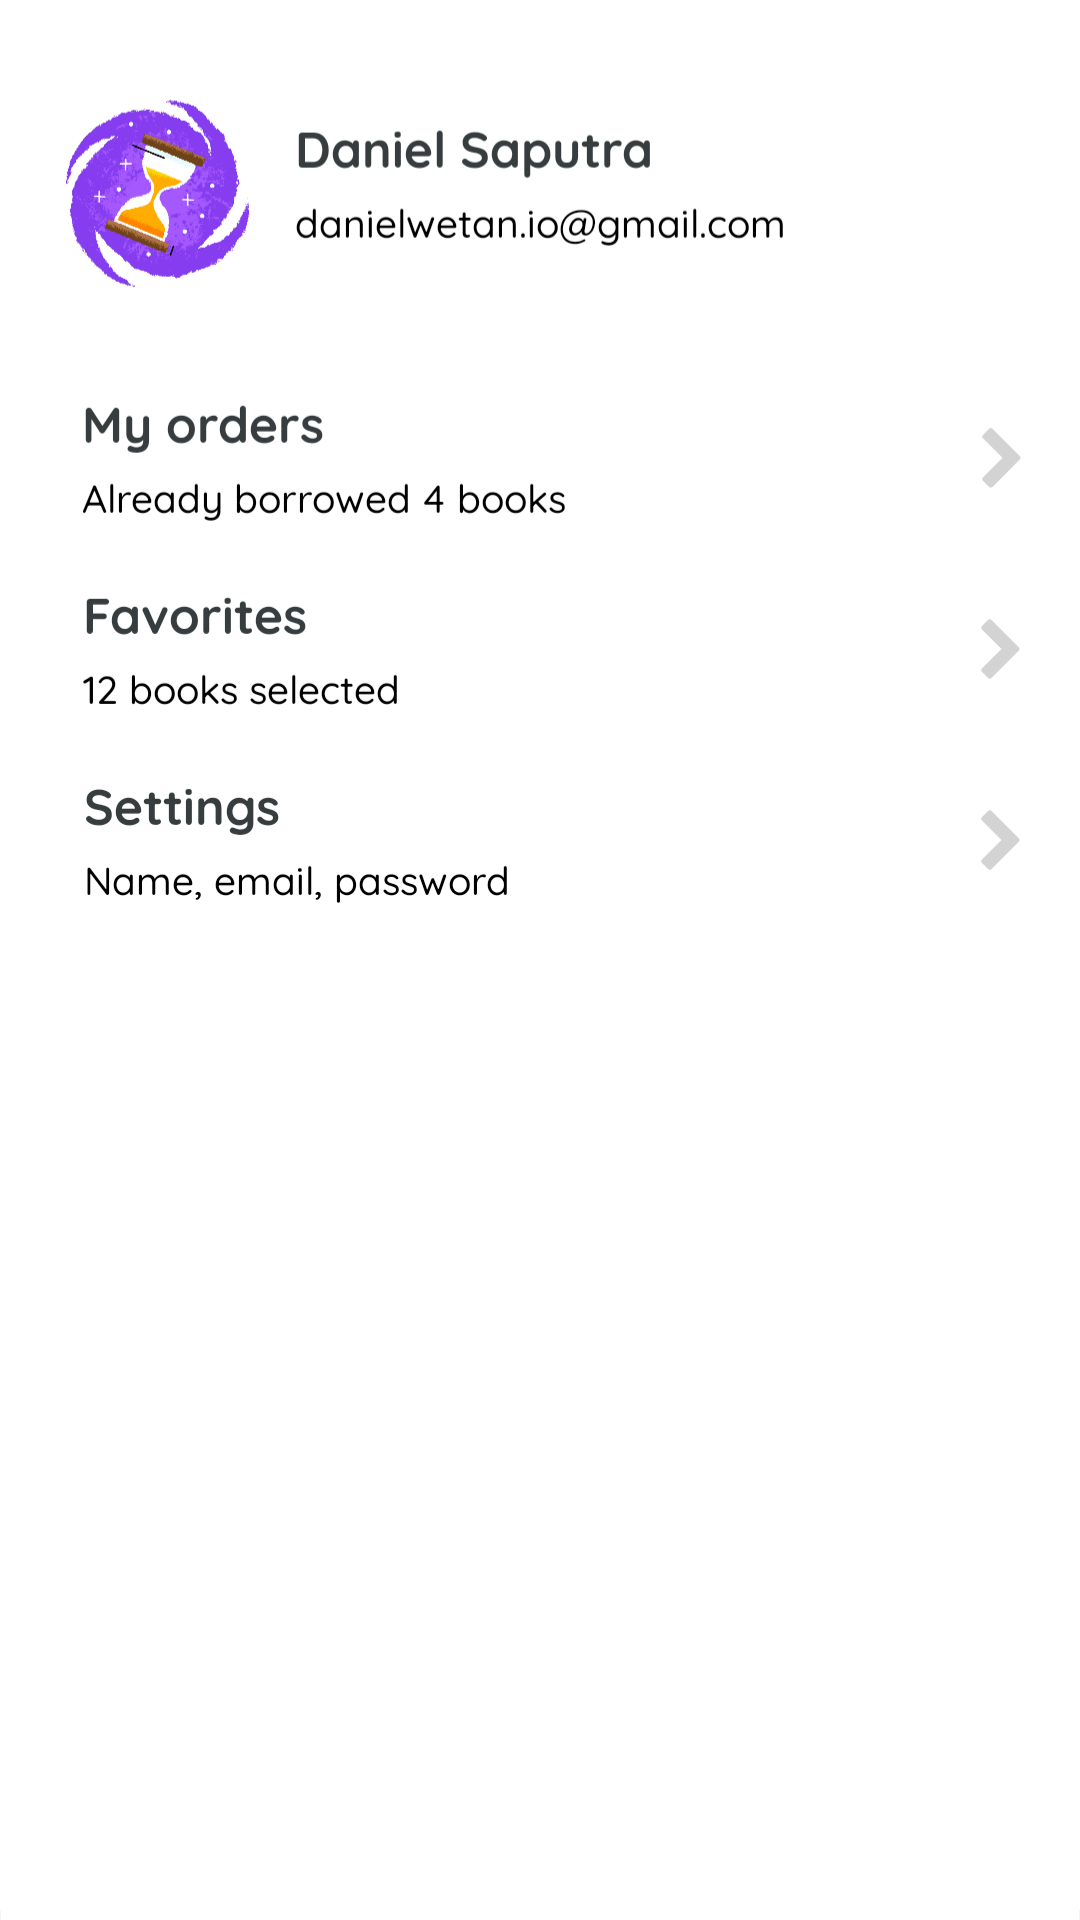 Daniel Saputra
danielwetan.io@gmail.com
My orders
Already borrowed 4 books
Favorites
12 books selected
Settings
Name, email, password